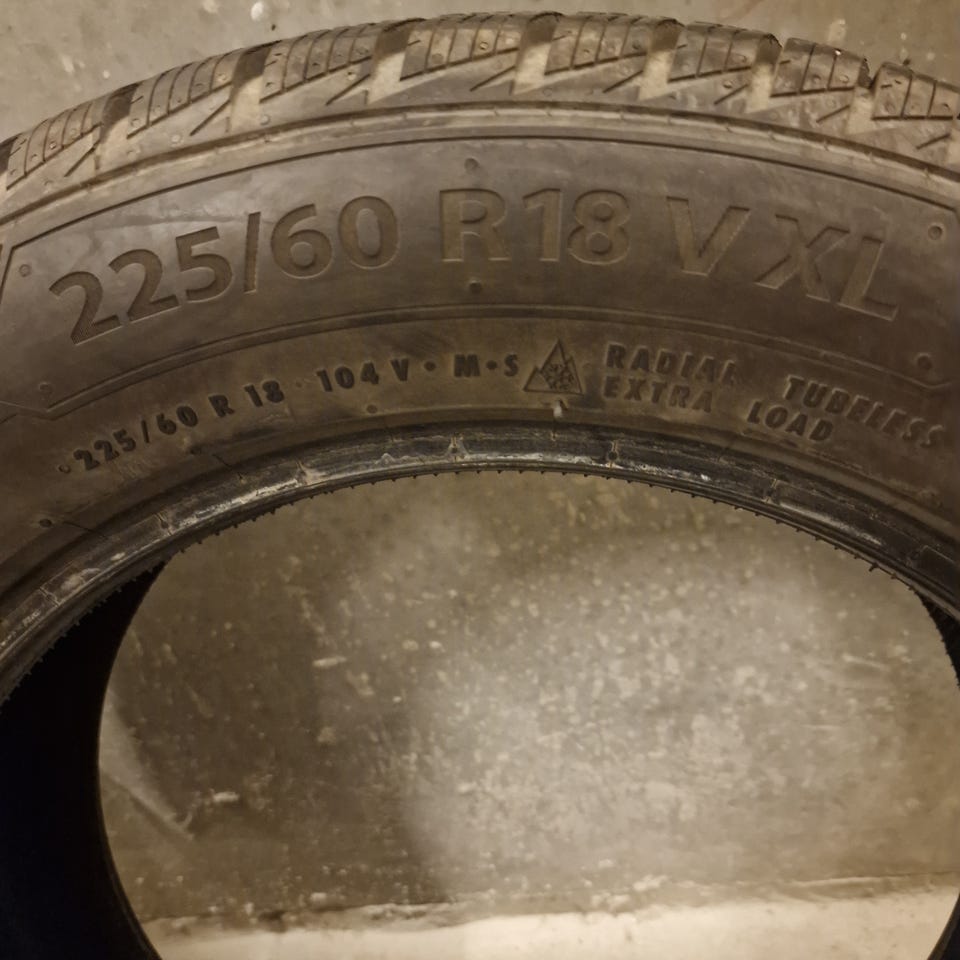 225/60 R18 V XL
225/60 R 18 · 104 V · M·S
RADIAL TUBELESS
EXTRA LOAD